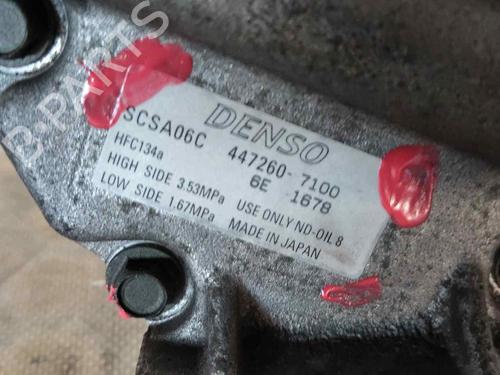 B-PARTS
DENSO
SCSA06C 447260-7100
HFC134a 6E 1678
HIGH SIDE 3.53MPa USE ONLY ND-OIL 8
LOW SIDE 1.67MPa MADE IN JAPAN